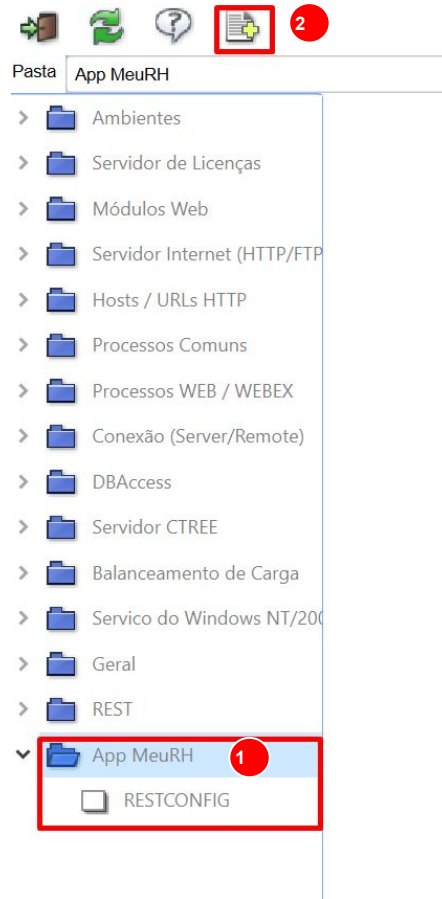 2
Pasta App MeuRH
Ambientes
Servidor de Licenças
Módulos Web
Servidor Internet (HTTP/FTP
Hosts / URLs HTTP
Processos Comuns
Processos WEB / WEBEX
Conexão (Server/Remote)
DBAccess
Servidor CTREE
Balanceamento de Carga
Servico do Windows NT/200
Geral
REST
App MeuRH 1
RESTCONFIG